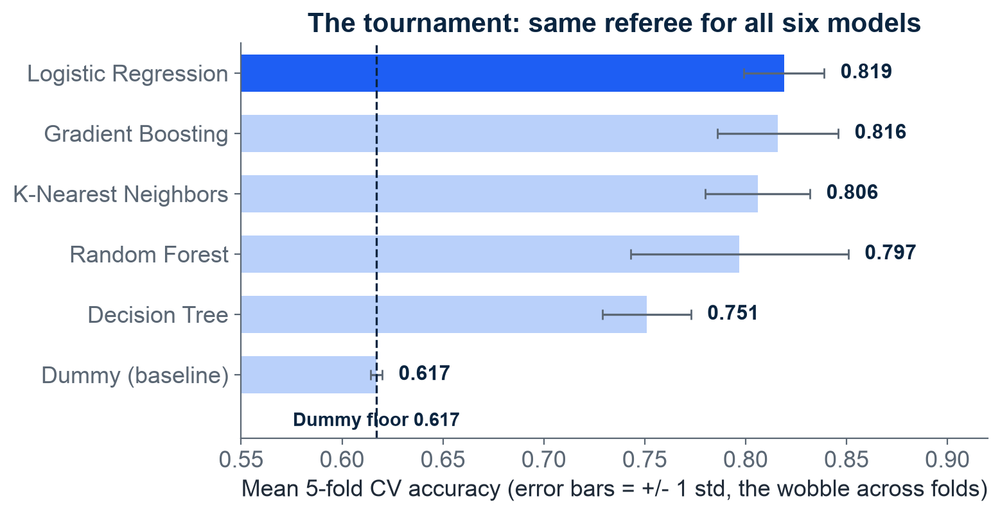 The tournament: same referee for all six models
Logistic Regression
0.819
Gradient Boosting
0.816
K-Nearest Neighbors
0.806
Random Forest
0.797
Decision Tree
0.751
Dummy (baseline)
0.617
Dummy floor 0.617
0.55 0.60 0.65 0.70 0.75 0.80 0.85 0.90
Mean 5-fold CV accuracy (error bars = +/- 1 std, the wobble across folds)